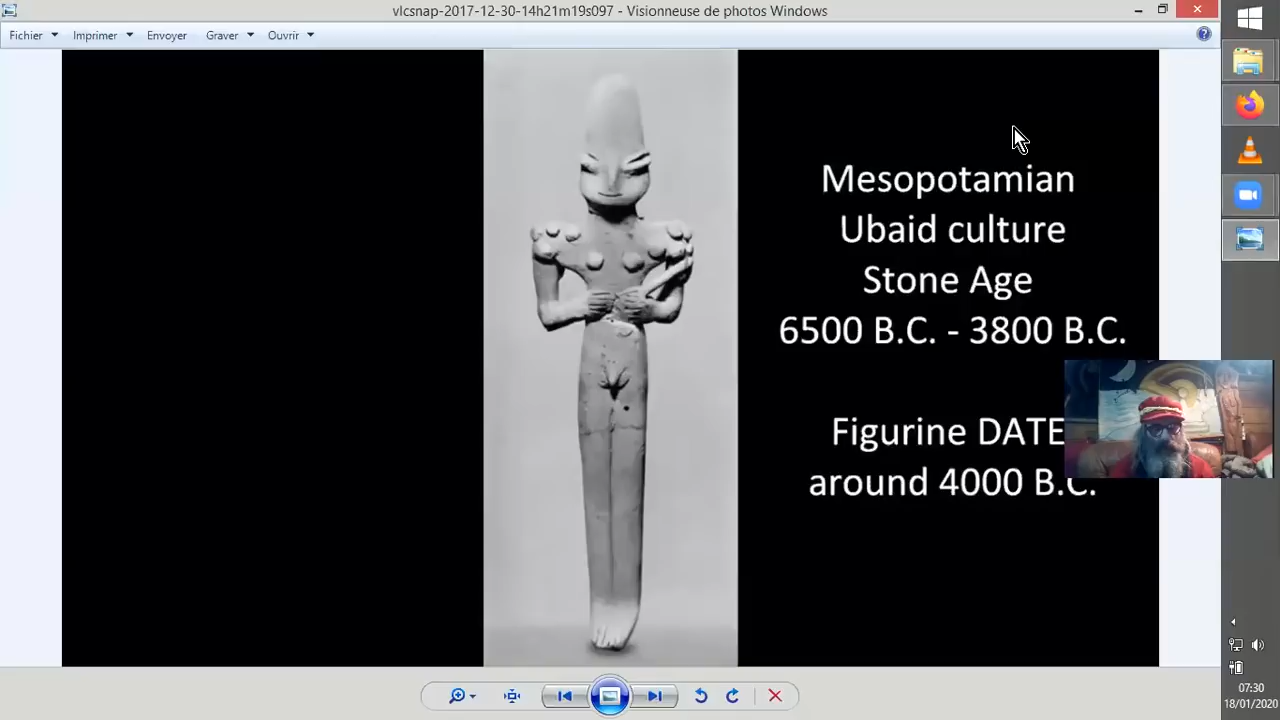 vlcsnap-2017-12-30-14h21m19s097 - Visionneuse de photos Windows
Fichier Imprimer Envoyer Graver Ouvrir
Mesopotamian
Ubaid culture
Stone Age
6500 B.C. - 3800 B.C.
Figurine DATE
around 4000 B.C.
07:30
18/01/2020